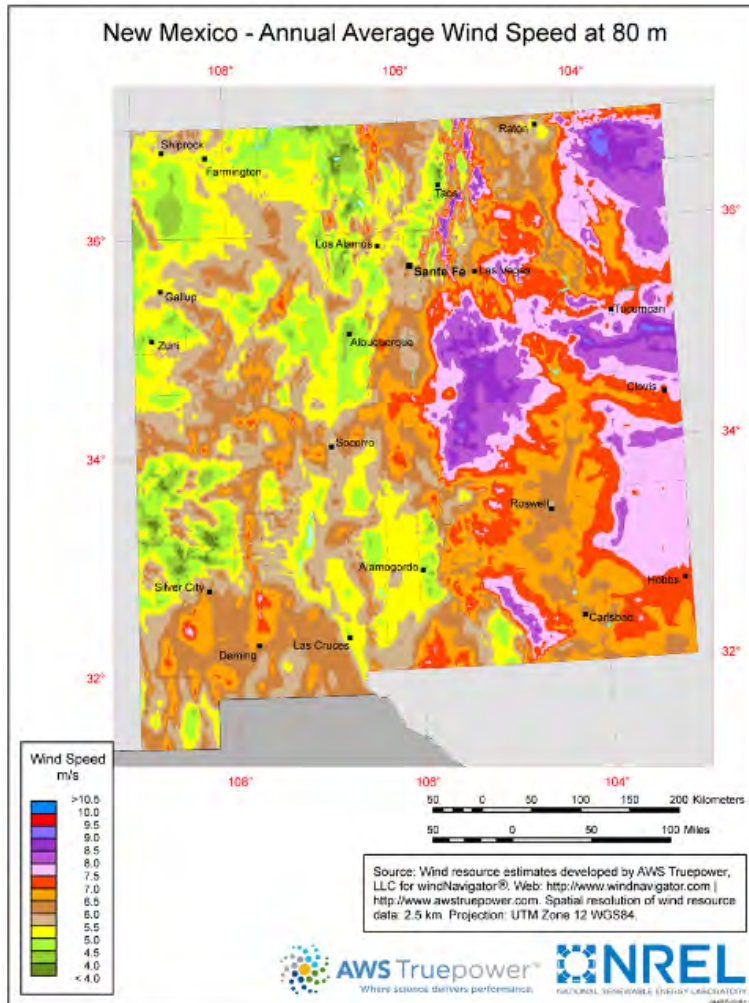 New Mexico - Annual Average Wind Speed at 80 m
108° 106° 104°
Raton
Shiprock
Farmington
Taos
36° 36°
Los Alamos
Santa Fe Las Vegas
Gallup
Tucumcari
Zuni Albuquerque
Clovis
34° 34°
Socorro
Roswell
Alamogordo
Hobbs
Silver City
Carlsbad
Las Cruces
Deming
32° 32°
108° 106° 104°
Wind Speed
m/s
>10.5
10.0
9.5
9.0
8.5
8.0
7.5
7.0
6.5
6.0
5.5
5.0
4.5
4.0
< 4.0
50 0 50 100 150 200 Kilometers
50 0 50 100 Miles
Source: Wind resource estimates developed by AWS Truepower,
LLC for windNavigator®. Web: http://www.windnavigator.com |
http://www.awstruepower.com. Spatial resolution of wind resource
data: 2.5 km. Projection: UTM Zone 12 WGS84.
AWS Truepower™
Where science delivers performance.
NREL
NATIONAL RENEWABLE ENERGY LABORATORY